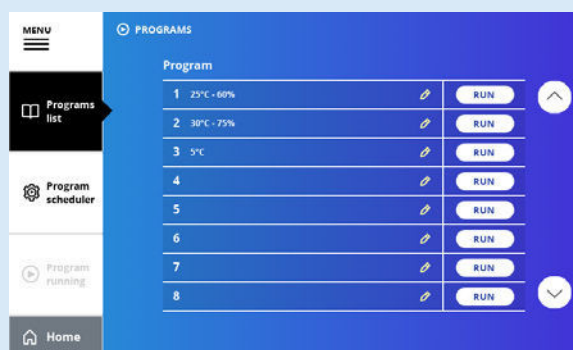 MENU
PROGRAMS
Programs
list
Program
scheduler
Program
running
Home
Program
1 25°C - 60% RUN
2 30°C - 75% RUN
3 5°C RUN
4 RUN
5 RUN
6 RUN
7 RUN
8 RUN